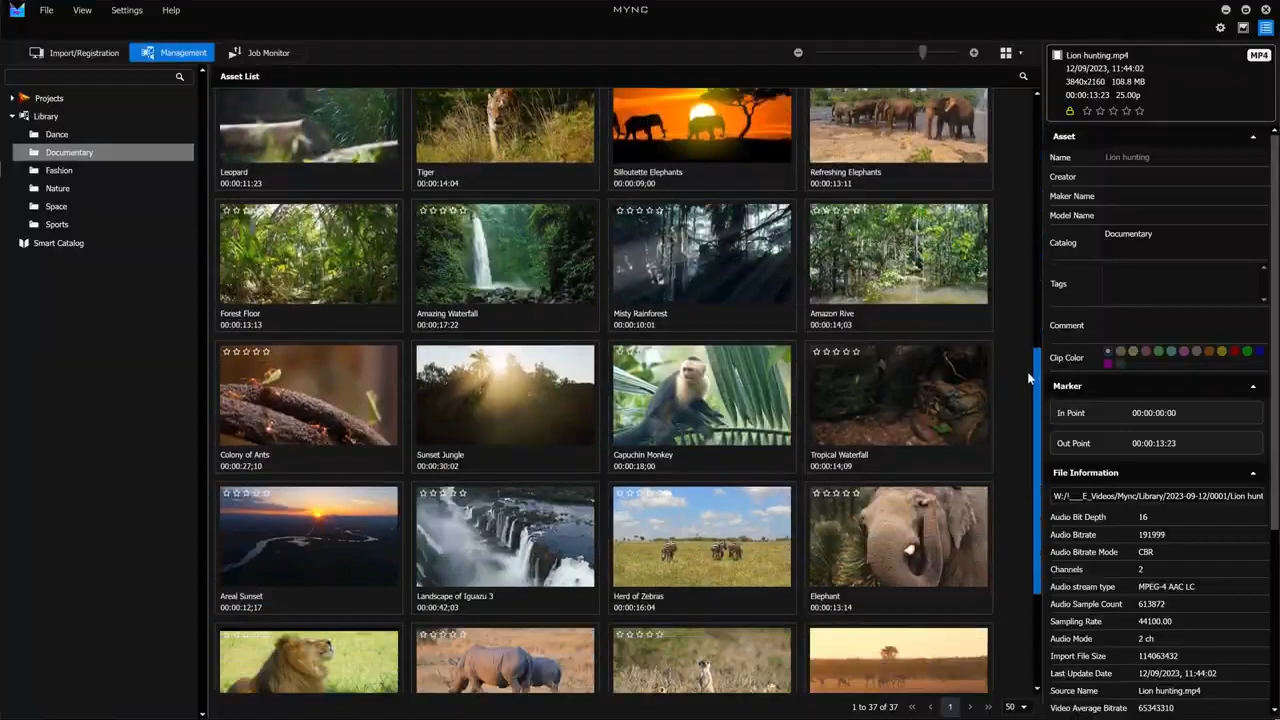 File View Settings Help
MYNC
Import/Registration Management Job Monitor
Projects
Library
Dance
Documentary
Fashion
Nature
Space
Sports
Smart Catalog
Asset List
Leopard
00:00:11;23
Tiger
00:00:14;04
Silloutette Elephants
00:00:09;00
Refreshing Elephants
00:00:13;11
Forest Floor
00:00:13;13
Amazing Waterfall
00:00:17;22
Misty Rainforest
00:00:10;01
Amazon Rive
00:00:14;03
Colony of Ants
00:00:27;10
Sunset Jungle
00:00:30;02
Capuchin Monkey
00:00:18;00
Tropical Waterfall
00:00:14;09
Areal Sunset
00:00:12;17
Landscape of Iguazu 3
00:00:42;03
Herd of Zebras
00:00:16:04
Elephant
00:00:13:14
1 to 37 of 37 1 50
Lion hunting.mp4 MP4
12/09/2023, 11:44:02
3840x2160 108.8 MB
00:00:13:23 25.00p
Asset
Name Lion hunting
Creator
Maker Name
Model Name
Catalog Documentary
Tags
Comment
Clip Color
Marker
In Point 00:00:00:00
Out Point 00:00:13:23
File Information
W:/!___E_Videos/Mync/Library/2023-09-12/0001/Lion hunt
Audio Bit Depth 16
Audio Bitrate 191999
Audio Bitrate Mode CBR
Channels 2
Audio stream type MPEG-4 AAC LC
Audio Sample Count 613872
Sampling Rate 44100.00
Audio Mode 2 ch
Import File Size 114063432
Last Update Date 12/09/2023, 11:44:02
Source Name Lion hunting.mp4
Video Average Bitrate 65343310